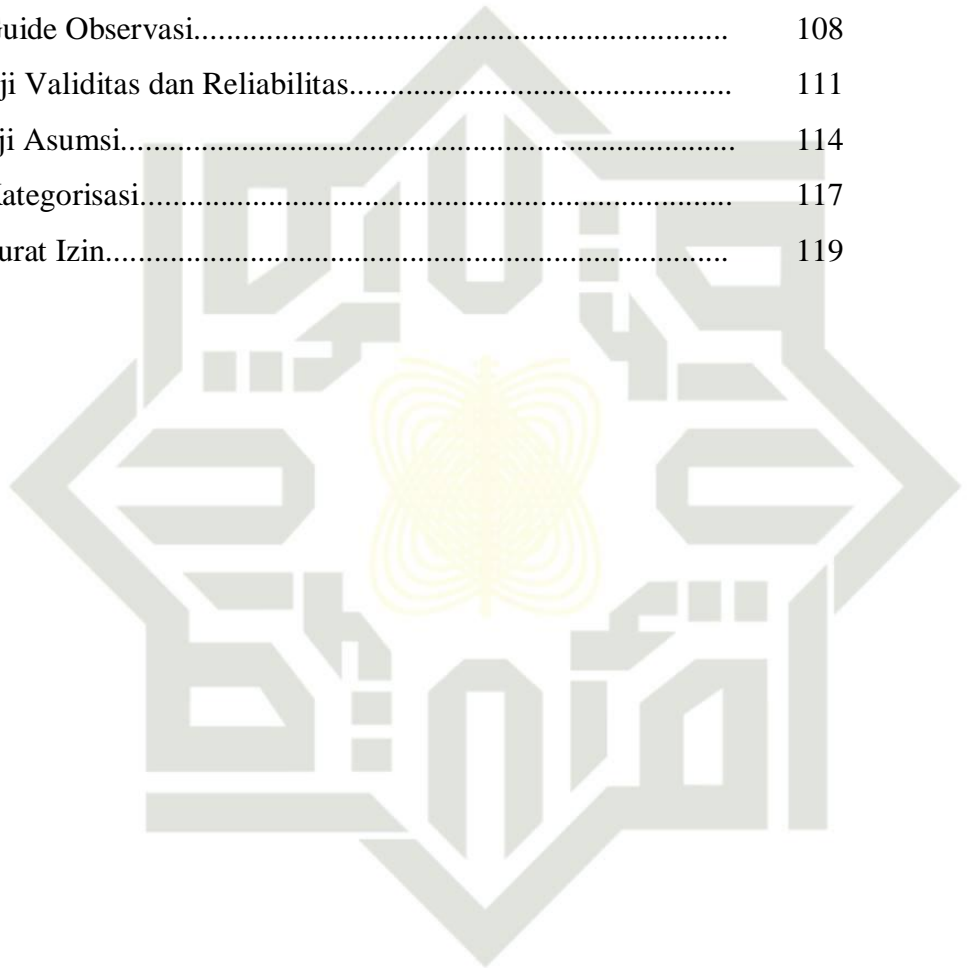 uide Observasi.................................................................. 108
ji Validitas dan Reliabilitas............................................... 111
ji Asumsi............................................................................ 114
ategorisasi......................................................................... 117
urat Izin............................................................................. 119